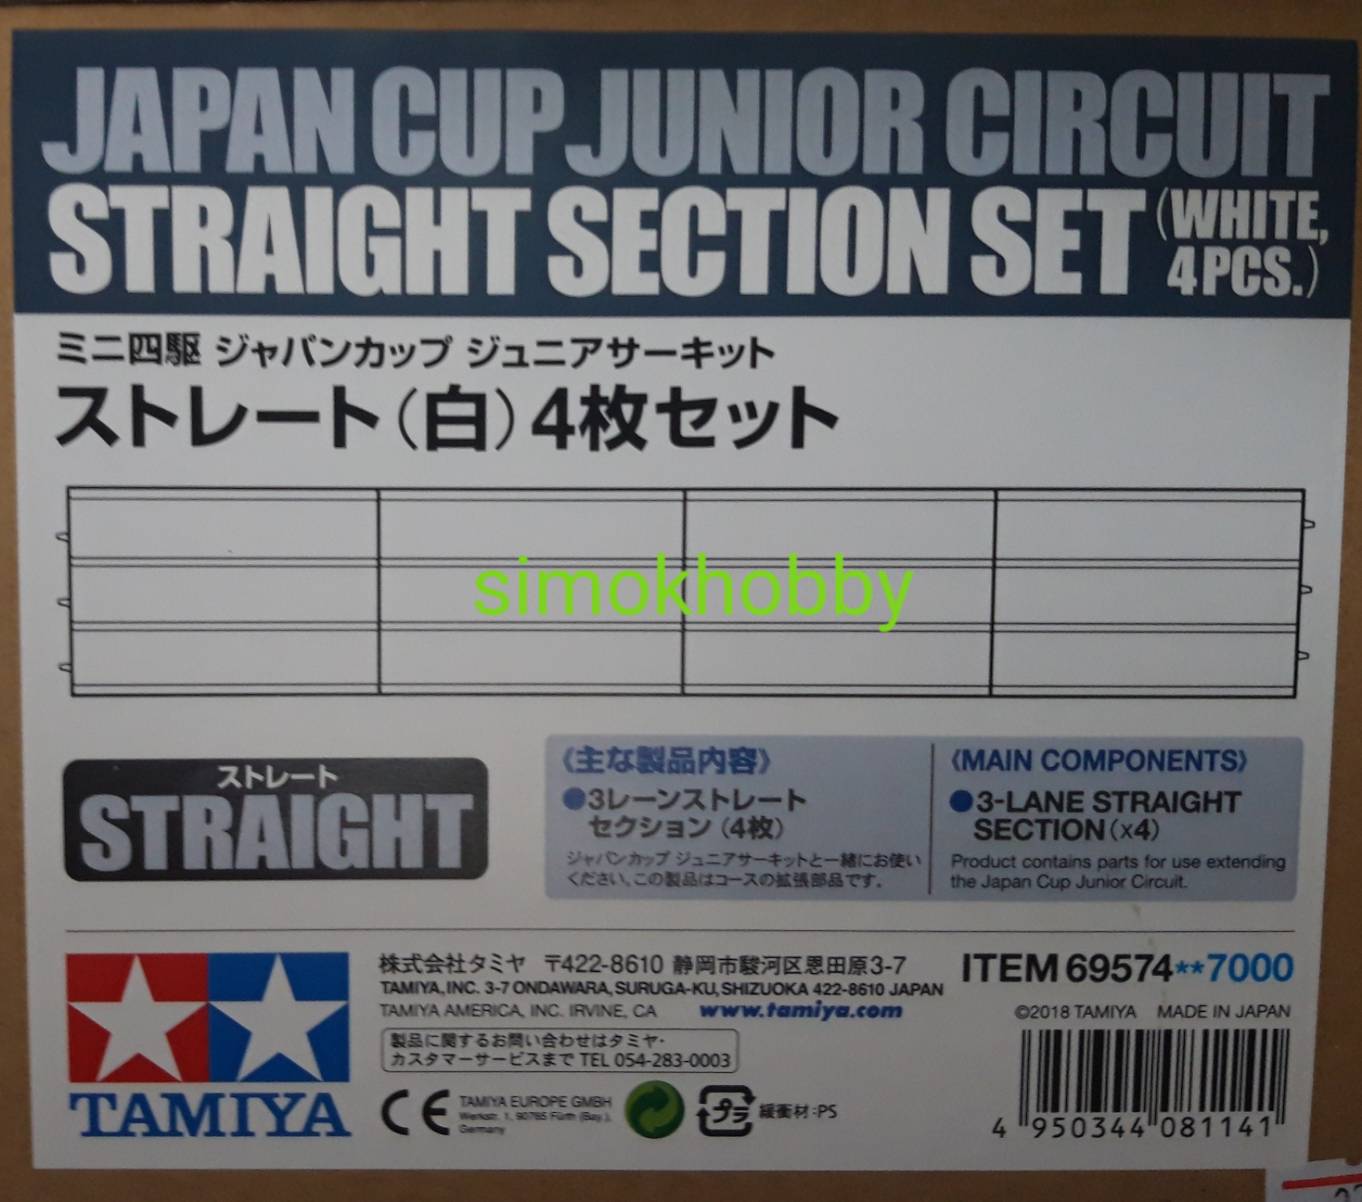 JAPAN CUP JUNIOR CIRCUIT
STRAIGHT SECTION SET (WHITE, 4PCS.)
ミニ四駆 ジャパンカップ ジュニアサーキット
ストレート（白）4枚セット
simokhobby
ストレート
STRAIGHT
《主な製品内容》
●3レーンストレート
セクション（4枚）
ジャパンカップ ジュニアサーキットと一緒にお使い
ください。この製品はコースの拡張部品です。
《MAIN COMPONENTS》
●3-LANE STRAIGHT
SECTION（x4）
Product contains parts for use extending
the Japan Cup Junior Circuit.
TAMIYA
株式会社タミヤ 〒422-8610 静岡市駿河区恩田原3-7
TAMIYA, INC. 3-7 ONDAWARA, SURUGA-KU, SHIZUOKA 422-8610 JAPAN
TAMIYA AMERICA, INC. IRVINE, CA www.tamiya.com
製品に関するお問い合わせはタミヤ・
カスタマーサービスまで TEL 054-283-0003
CE
TAMIYA EUROPE GMBH
Werkstr. 1, 90765 Fürth (Bay.),
Germany
プラ
緩衝材:PS
ITEM 69574**7000
©2018 TAMIYA MADE IN JAPAN
4 950344 081141